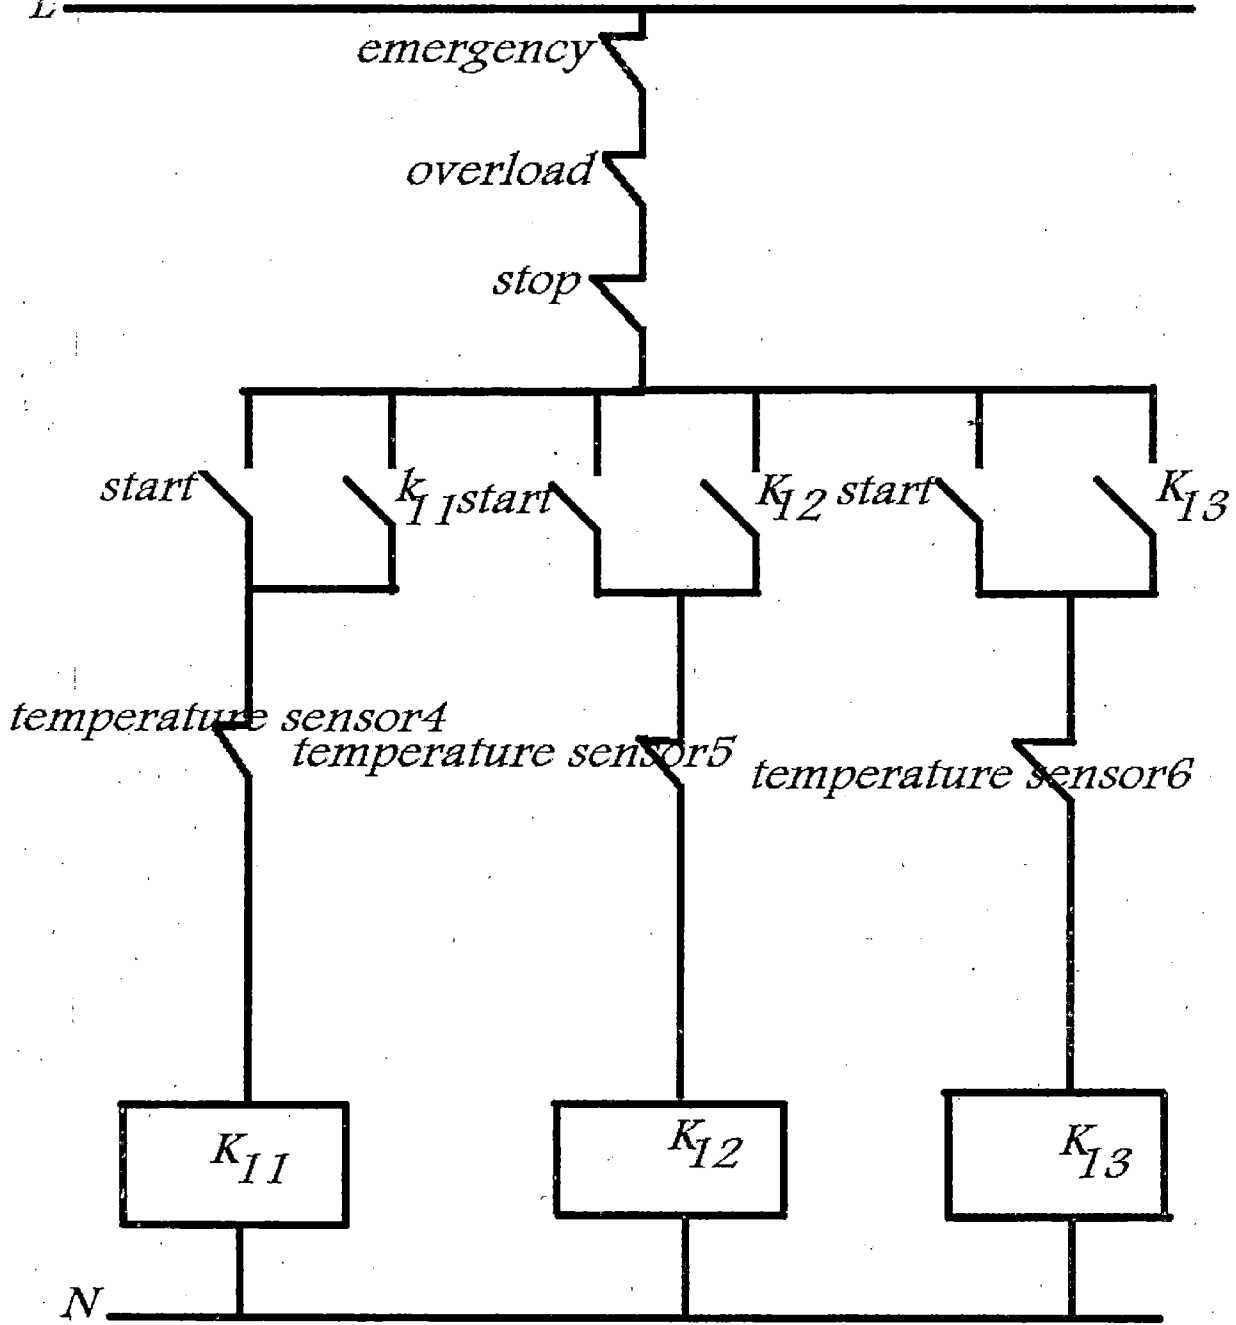 L
emergency
overload
stop
start
k11
start
K12
start
K13
temperature sensor4
temperature sensor5
temperature sensor6
K11
K12
K13
N